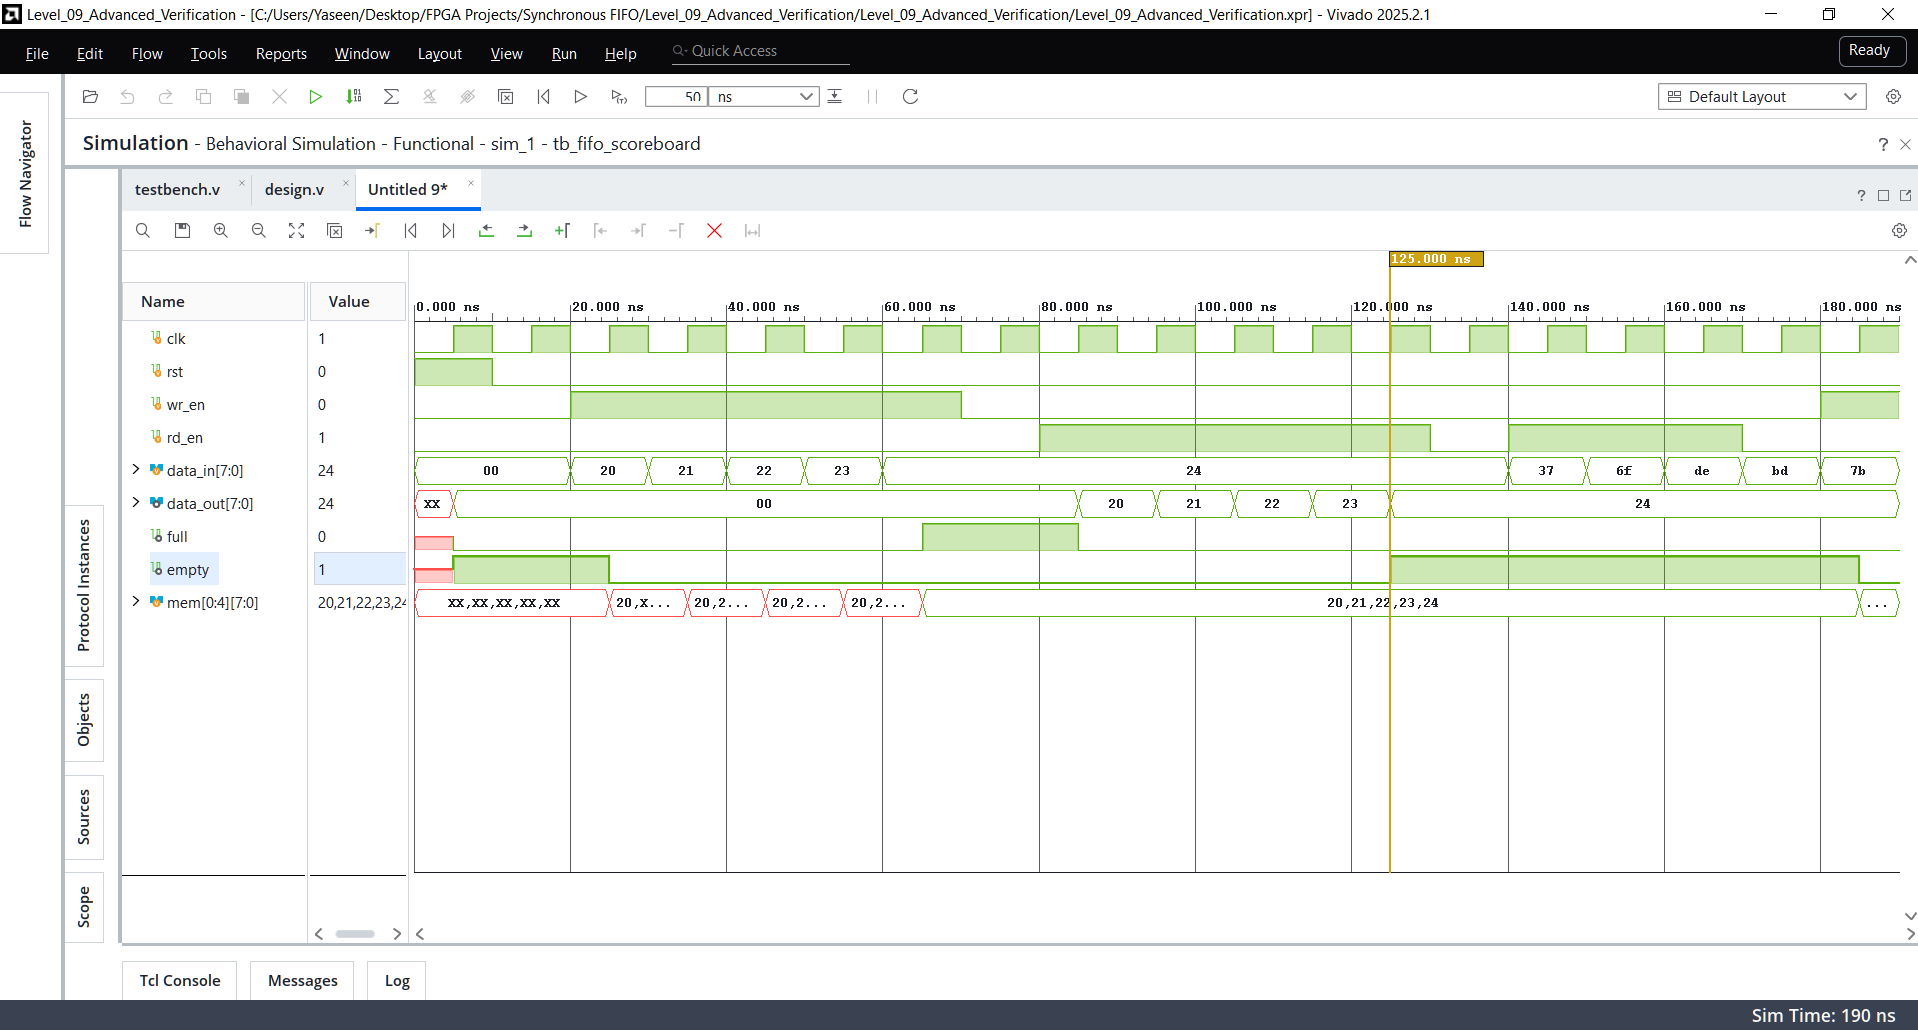 Level_09_Advanced_Verification - [C:/Users/Yaseen/Desktop/FPGA Projects/Synchronous FIFO/Level_09_Advanced_Verification/Level_09_Advanced_Verification/Level_09_Advanced_Verification.xpr] - Vivado 2025.2.1
File Edit Flow Tools Reports Window Layout View Run Help Quick Access Ready
50 ns Default Layout
Flow Navigator
Simulation - Behavioral Simulation - Functional - sim_1 - tb_fifo_scoreboard
testbench.v design.v Untitled 9*
125.000 ns
Name Value
0.000 ns 20.000 ns 40.000 ns 60.000 ns 80.000 ns 100.000 ns 120.000 ns 140.000 ns 160.000 ns 180.000 ns
clk 1
rst 0
wr_en 0
rd_en 1
data_in[7:0] 24 00 20 21 22 23 24 37 6f de bd 7b
data_out[7:0] 24 XX 00 20 21 22 23 24
full 0
empty 1
mem[0:4][7:0] 20,21,22,23,24 XX,XX,XX,XX,XX 20,X... 20,2... 20,2... 20,2... 20,21,22,23,24 ...
Protocol Instances
Objects
Sources
Scope
Tcl Console Messages Log
Sim Time: 190 ns